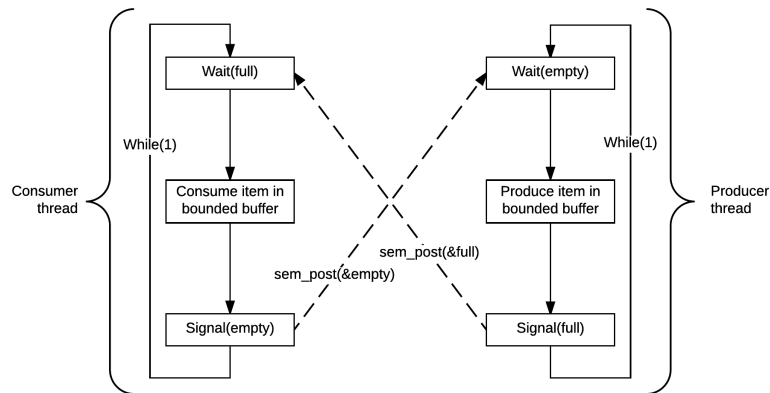 Wait(full)
Wait(empty)
While(1)
While(1)
Consumer
thread
Consume item in
bounded buffer
Produce item in
bounded buffer
Producer
thread
sem_post(&full)
sem_post(&empty)
Signal(empty)
Signal(full)